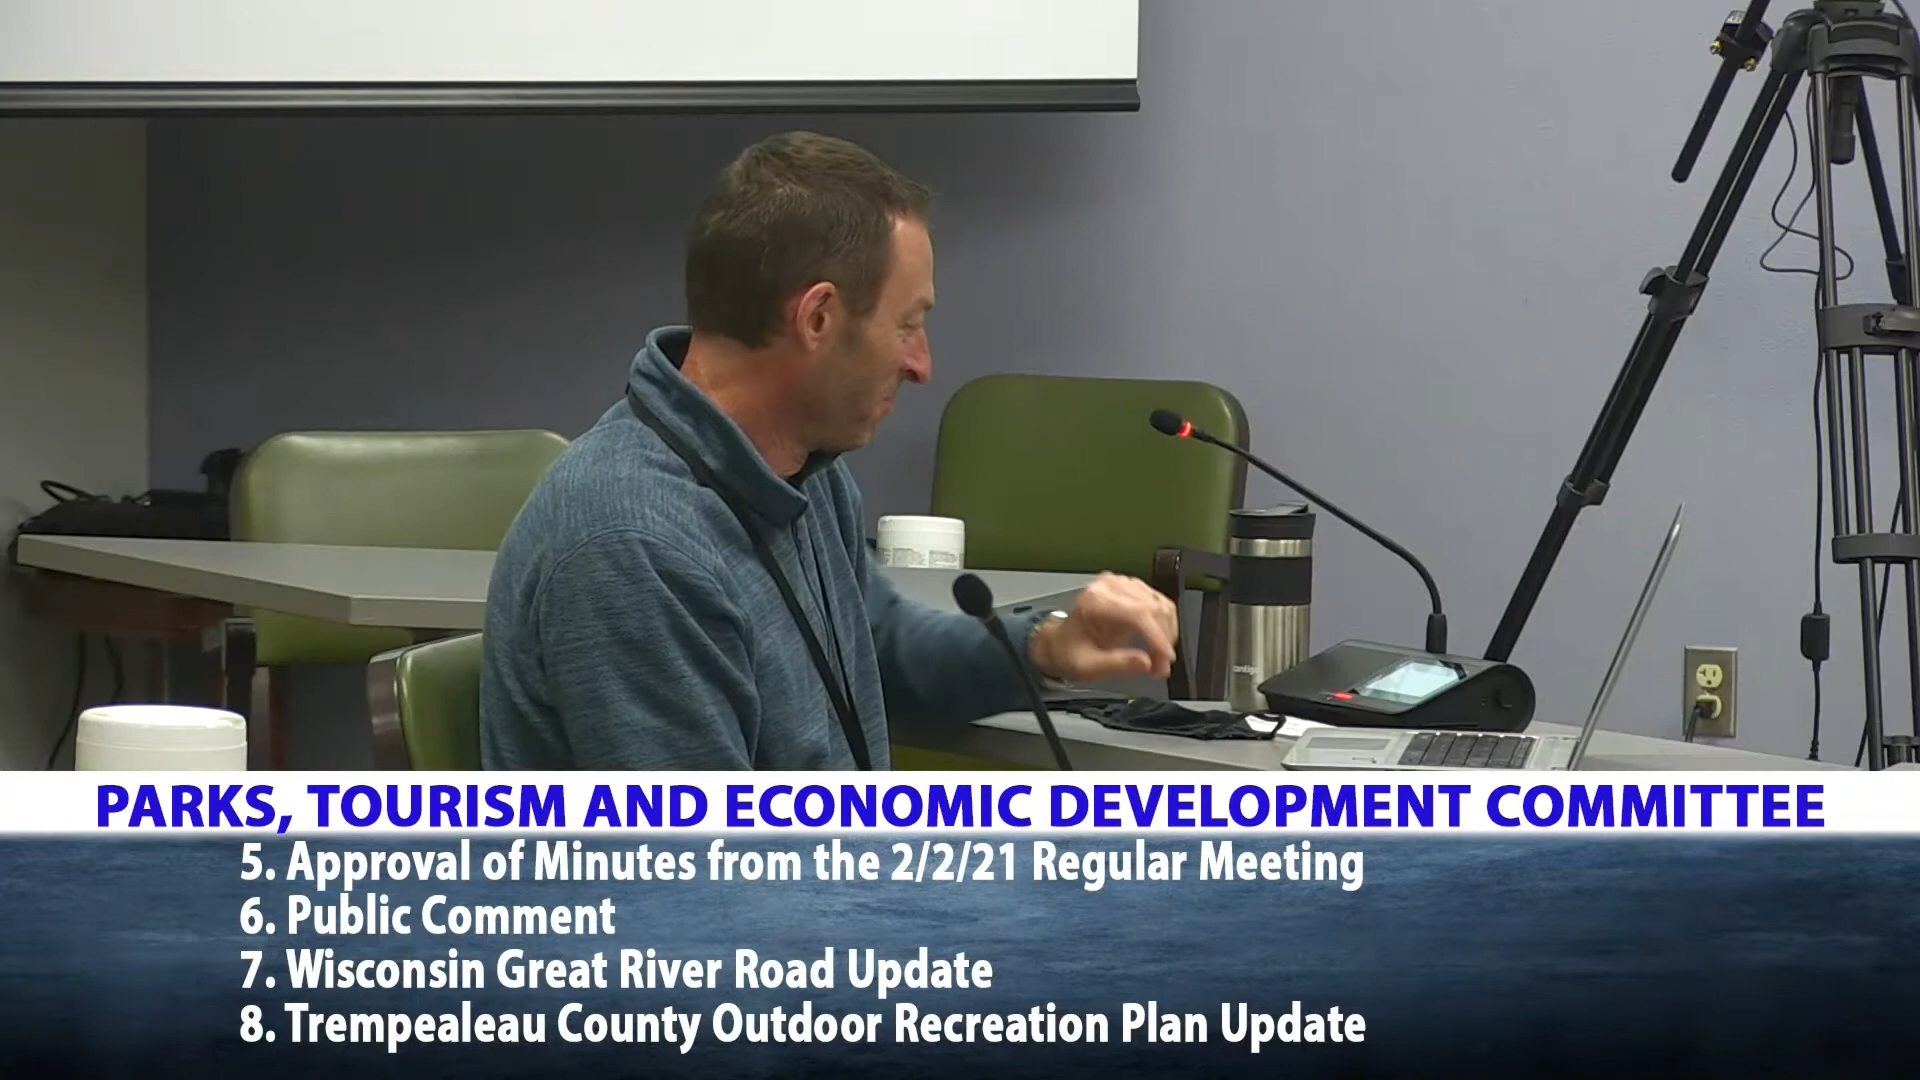 contigo
PARKS, TOURISM AND ECONOMIC DEVELOPMENT COMMITTEE
5. Approval of Minutes from the 2/2/21 Regular Meeting
6. Public Comment
7. Wisconsin Great River Road Update
8. Trempealeau County Outdoor Recreation Plan Update